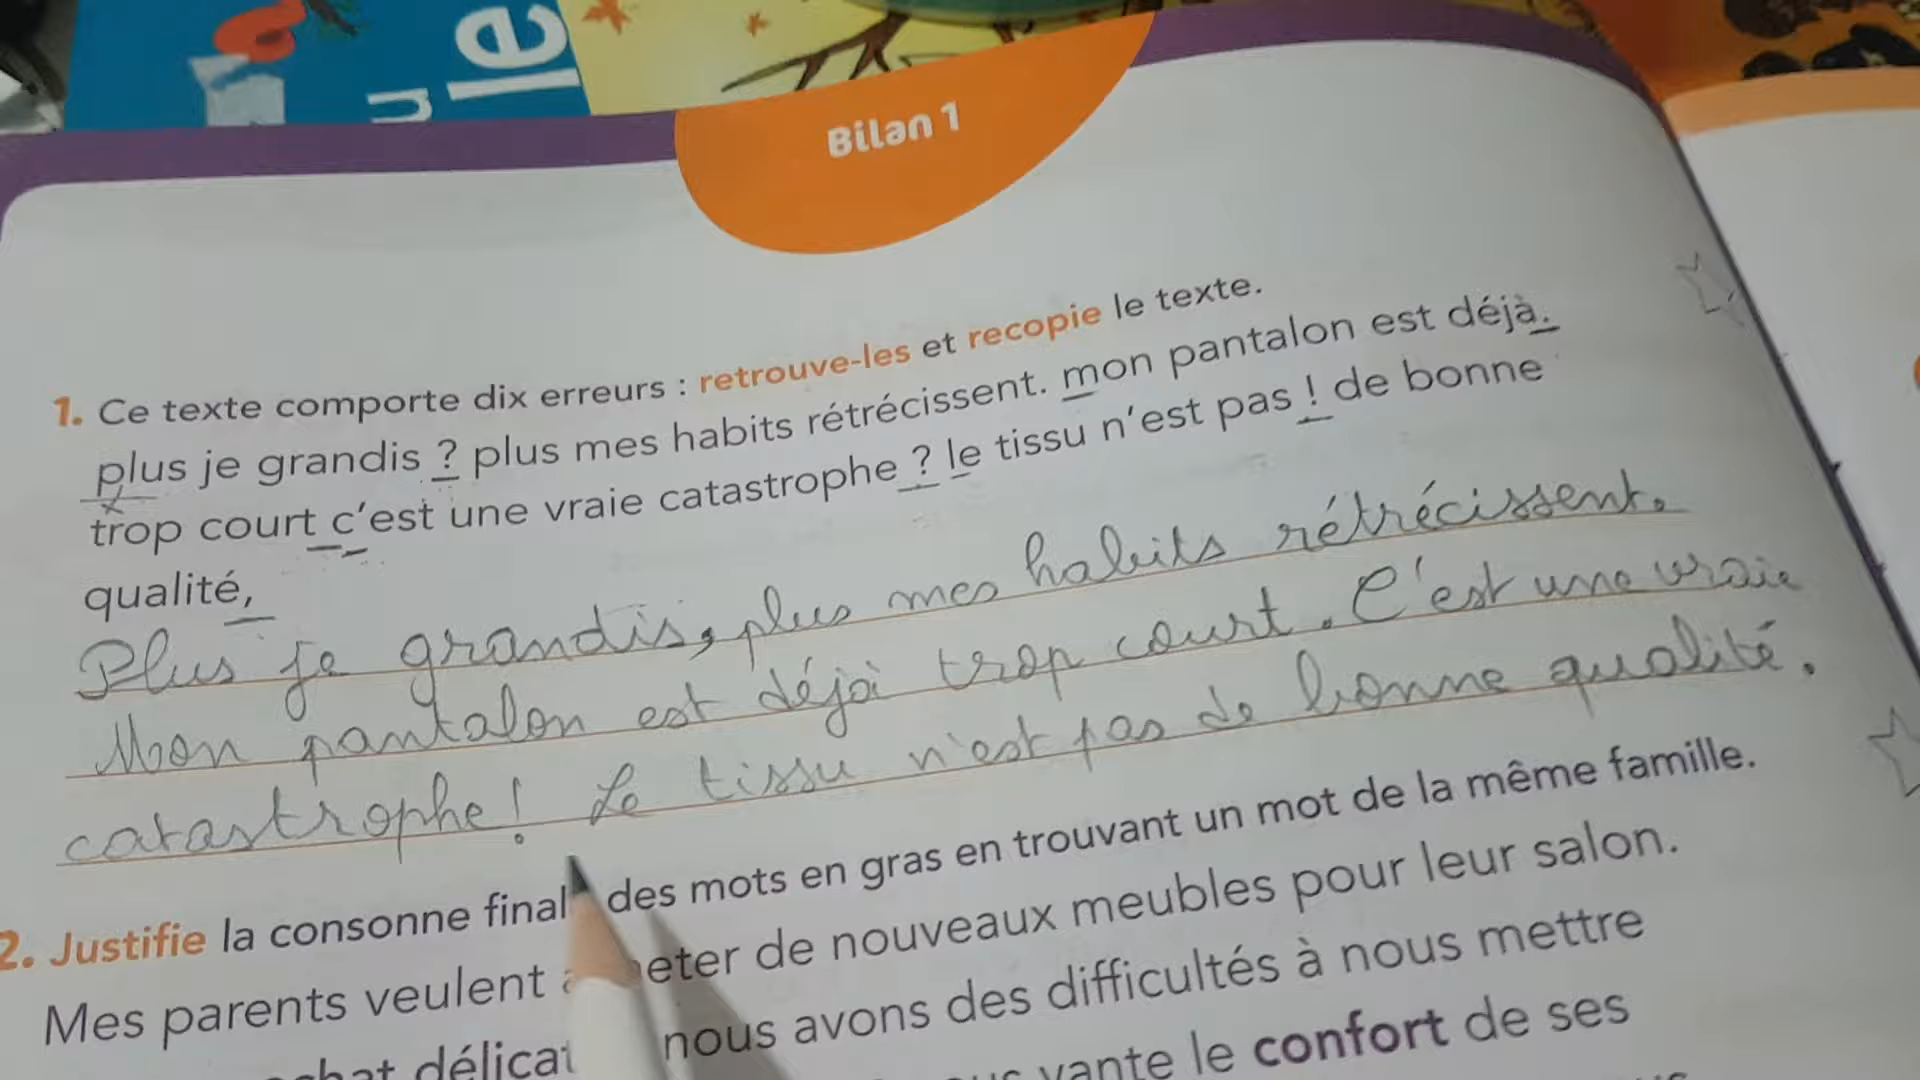 le
u
Bilan 1
1. Ce texte comporte dix erreurs : retrouve-les et recopie le texte.
plus je grandis ? plus mes habits rétrécissent. mon pantalon est déjà.
trop court c'est une vraie catastrophe ? le tissu n'est pas ! de bonne
qualité,
Plus je grandis, plus mes habits rétrécissent.
Mon pantalon est déjà trop court. C'est une vraie
catastrophe ! Le tissu n'est pas de bonne qualité.
2. Justifie la consonne final des mots en gras en trouvant un mot de la même famille.
Mes parents veulent de nouveaux meubles pour leur salon.
nous avons des difficultés à nous mettre
vante le confort de ses